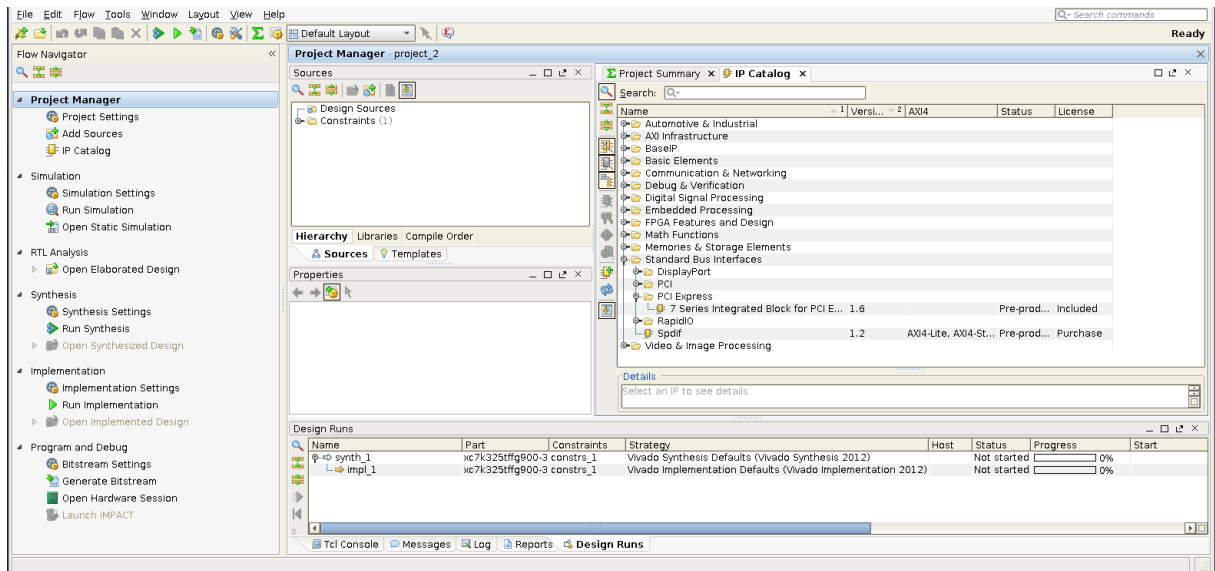 File Edit Flow Tools Window Layout View Help
Search commands
Default Layout
Ready
Flow Navigator
Project Manager
Project Settings
Add Sources
IP Catalog
Simulation
Simulation Settings
Run Simulation
Open Static Simulation
RTL Analysis
Open Elaborated Design
Synthesis
Synthesis Settings
Run Synthesis
Open Synthesized Design
Implementation
Implementation Settings
Run Implementation
Open Implemented Design
Program and Debug
Bitstream Settings
Generate Bitstream
Open Hardware Session
Launch iMPACT
Project Manager - project_2
Sources
Design Sources
Constraints (1)
Hierarchy Libraries Compile Order
Sources Templates
Properties
Project Summary IP Catalog
Search:
Name 1 Versi... 2 AXI4 Status License
Automotive & Industrial
AXI Infrastructure
BaseIP
Basic Elements
Communication & Networking
Debug & Verification
Digital Signal Processing
Embedded Processing
FPGA Features and Design
Math Functions
Memories & Storage Elements
Standard Bus Interfaces
DisplayPort
PCI
PCI Express
7 Series Integrated Block for PCI E... 1.6 Pre-prod... Included
RapidIO
Spdif 1.2 AXI4-Lite, AXI4-St... Pre-prod... Purchase
Video & Image Processing
Details
Select an IP to see details
Design Runs
Name Part Constraints Strategy Host Status Progress Start
synth_1 xc7k325tffg900-3 constrs_1 Vivado Synthesis Defaults (Vivado Synthesis 2012) Not started 0%
impl_1 xc7k325tffg900-3 constrs_1 Vivado Implementation Defaults (Vivado Implementation 2012) Not started 0%
Tcl Console Messages Log Reports Design Runs